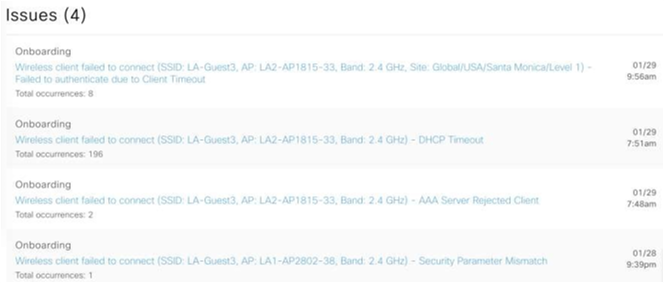 Issues (4)
Onboarding
Wireless client failed to connect (SSID: LA-Guest3, AP: LA2-AP1815-33, Band: 2.4 GHz, Site: Global/USA/Santa Monica/Level 1) -
Failed to authenticate due to Client Timeout
Total occurrences: 8
01/29
9:56am
Onboarding
Wireless client failed to connect (SSID: LA-Guest3, AP: LA2-AP1815-33, Band: 2.4 GHz) - DHCP Timeout
Total occurrences: 196
01/29
7:51am
Onboarding
Wireless client failed to connect (SSID: LA-Guest3, AP: LA2-AP1815-33, Band: 2.4 GHz) - AAA Server Rejected Client
Total occurrences: 2
01/29
7:48am
Onboarding
Wireless client failed to connect (SSID: LA-Guest3, AP: LA1-AP2802-38, Band: 2.4 GHz) - Security Parameter Mismatch
Total occurrences: 1
01/28
9:39pm